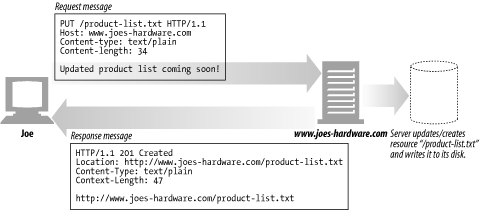 Request message
PUT /product-list.txt HTTP/1.1
Host: www.joes-hardware.com
Content-type: text/plain
Content-length: 34
Updated product list coming soon!
Joe
www.joes-hardware.com
Server updates/creates
resource "/product-list.txt"
and writes it to its disk.
Response message
HTTP/1.1 201 Created
Location: http://www.joes-hardware.com/product-list.txt
Content-Type: text/plain
Context-Length: 47
http://www.joes-hardware.com/product-list.txt